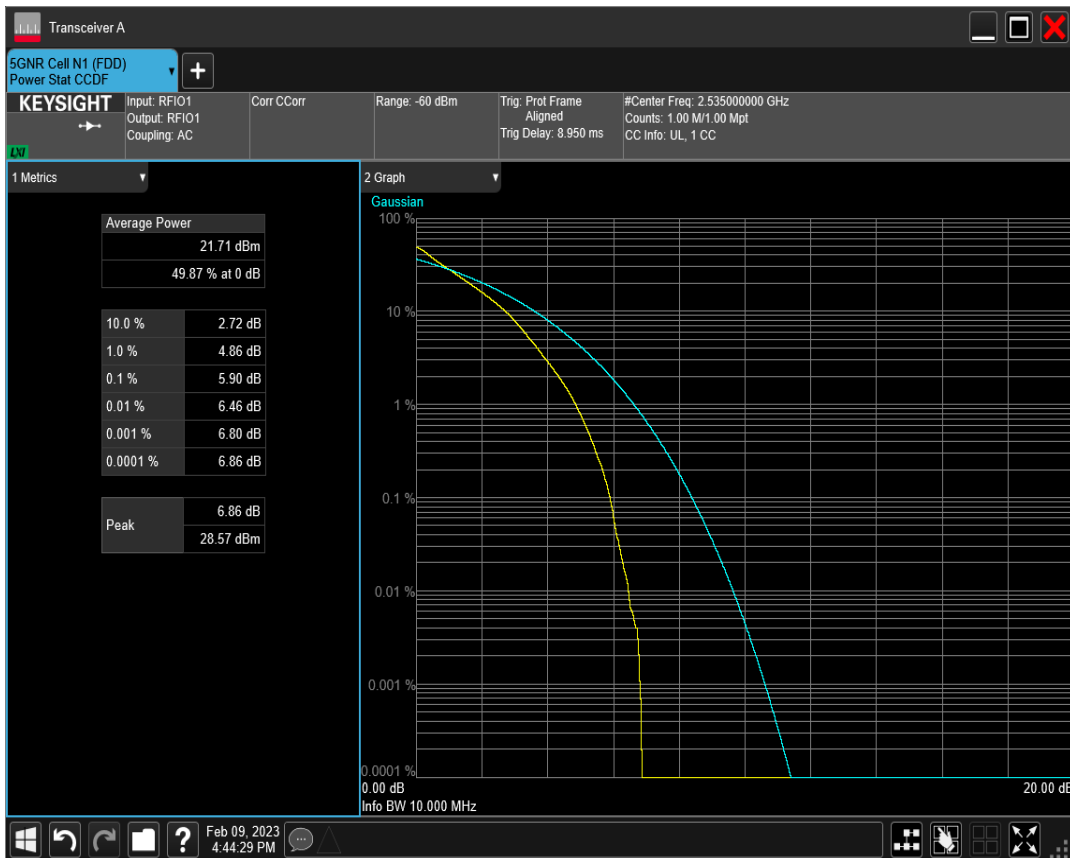 Transceiver A
5GNR Cell N1 (FDD)
Power Stat CCDF
KEYSIGHT
LXI
Input: RFIO1
Output: RFIO1
Coupling: AC
Corr CCorr
Range: -60 dBm
Trig: Prot Frame
Aligned
Trig Delay: 8.950 ms
#Center Freq: 2.535000000 GHz
Counts: 1.00 M/1.00 Mpt
CC Info: UL, 1 CC
1 Metrics
Average Power
21.71 dBm
49.87 % at 0 dB
10.0 % 2.72 dB
1.0 % 4.86 dB
0.1 % 5.90 dB
0.01 % 6.46 dB
0.001 % 6.80 dB
0.0001 % 6.86 dB
Peak 6.86 dB
28.57 dBm
2 Graph
Gaussian
100 %
10 %
1 %
0.1 %
0.01 %
0.001 %
0.0001 %
0.00 dB 20.00 dB
Info BW 10.000 MHz
Feb 09, 2023
4:44:29 PM